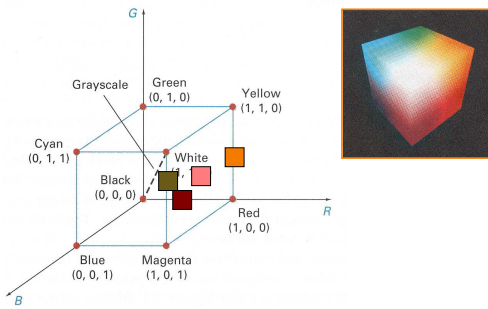 G
Green
(0, 1, 0)
Grayscale
Yellow
(1, 1, 0)
Cyan
(0, 1, 1)
White
(1,
Black
(0, 0, 0)
R
Red
(1, 0, 0)
Blue
(0, 0, 1)
Magenta
(1, 0, 1)
B